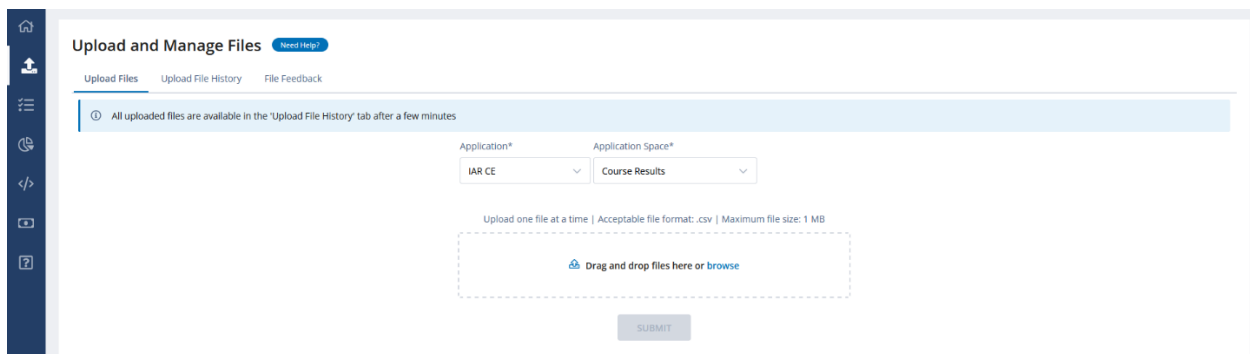 Upload and Manage Files Need Help?
Upload Files Upload File History File Feedback
All uploaded files are available in the 'Upload File History' tab after a few minutes
Application* Application Space*
IAR CE Course Results
Upload one file at a time | Acceptable file format: .csv | Maximum file size: 1 MB
Drag and drop files here or browse
SUBMIT